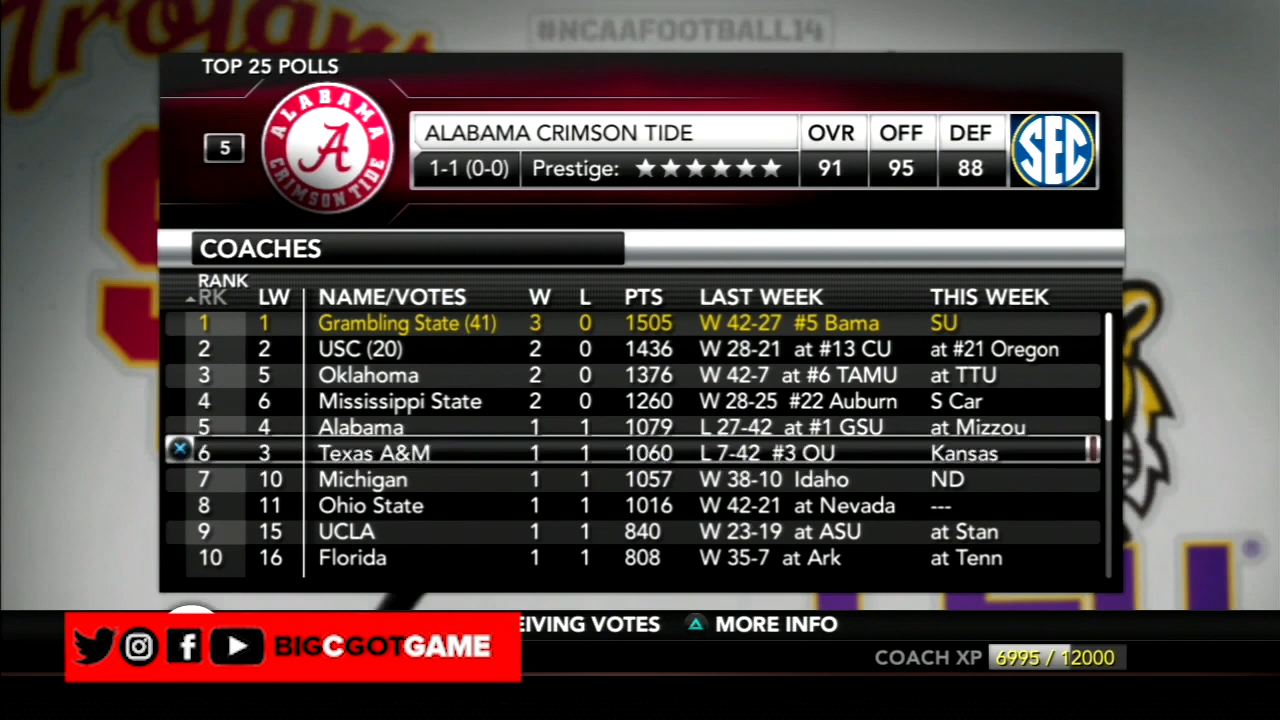 Trojans
#NCAAFOOTBALL14
TOP 25 POLLS
5
ALABAMA
A
CRIMSON TIDE
ALABAMA CRIMSON TIDE OVR OFF DEF
1-1 (0-0) Prestige: ★★★★★★ 91 95 88
SEC
COACHES
RANK
RK LW NAME/VOTES W L PTS LAST WEEK THIS WEEK
1 1 Grambling State (41) 3 0 1505 W 42-27 #5 Bama SU
2 2 USC (20) 2 0 1436 W 28-21 at #13 CU at #21 Oregon
3 5 Oklahoma 2 0 1376 W 42-7 at #6 TAMU at TTU
4 6 Mississippi State 2 0 1260 W 28-25 #22 Auburn S Car
5 4 Alabama 1 1 1079 L 27-42 at #1 GSU at Mizzou
6 3 Texas A&M 1 1 1060 L 7-42 #3 OU Kansas
7 10 Michigan 1 1 1057 W 38-10 Idaho ND
8 11 Ohio State 1 1 1016 W 42-21 at Nevada ---
9 15 UCLA 1 1 840 W 23-19 at ASU at Stan
10 16 Florida 1 1 808 W 35-7 at Ark at Tenn
EIVING VOTES MORE INFO
BIGCGOTGAME
COACH XP 6995 / 12000